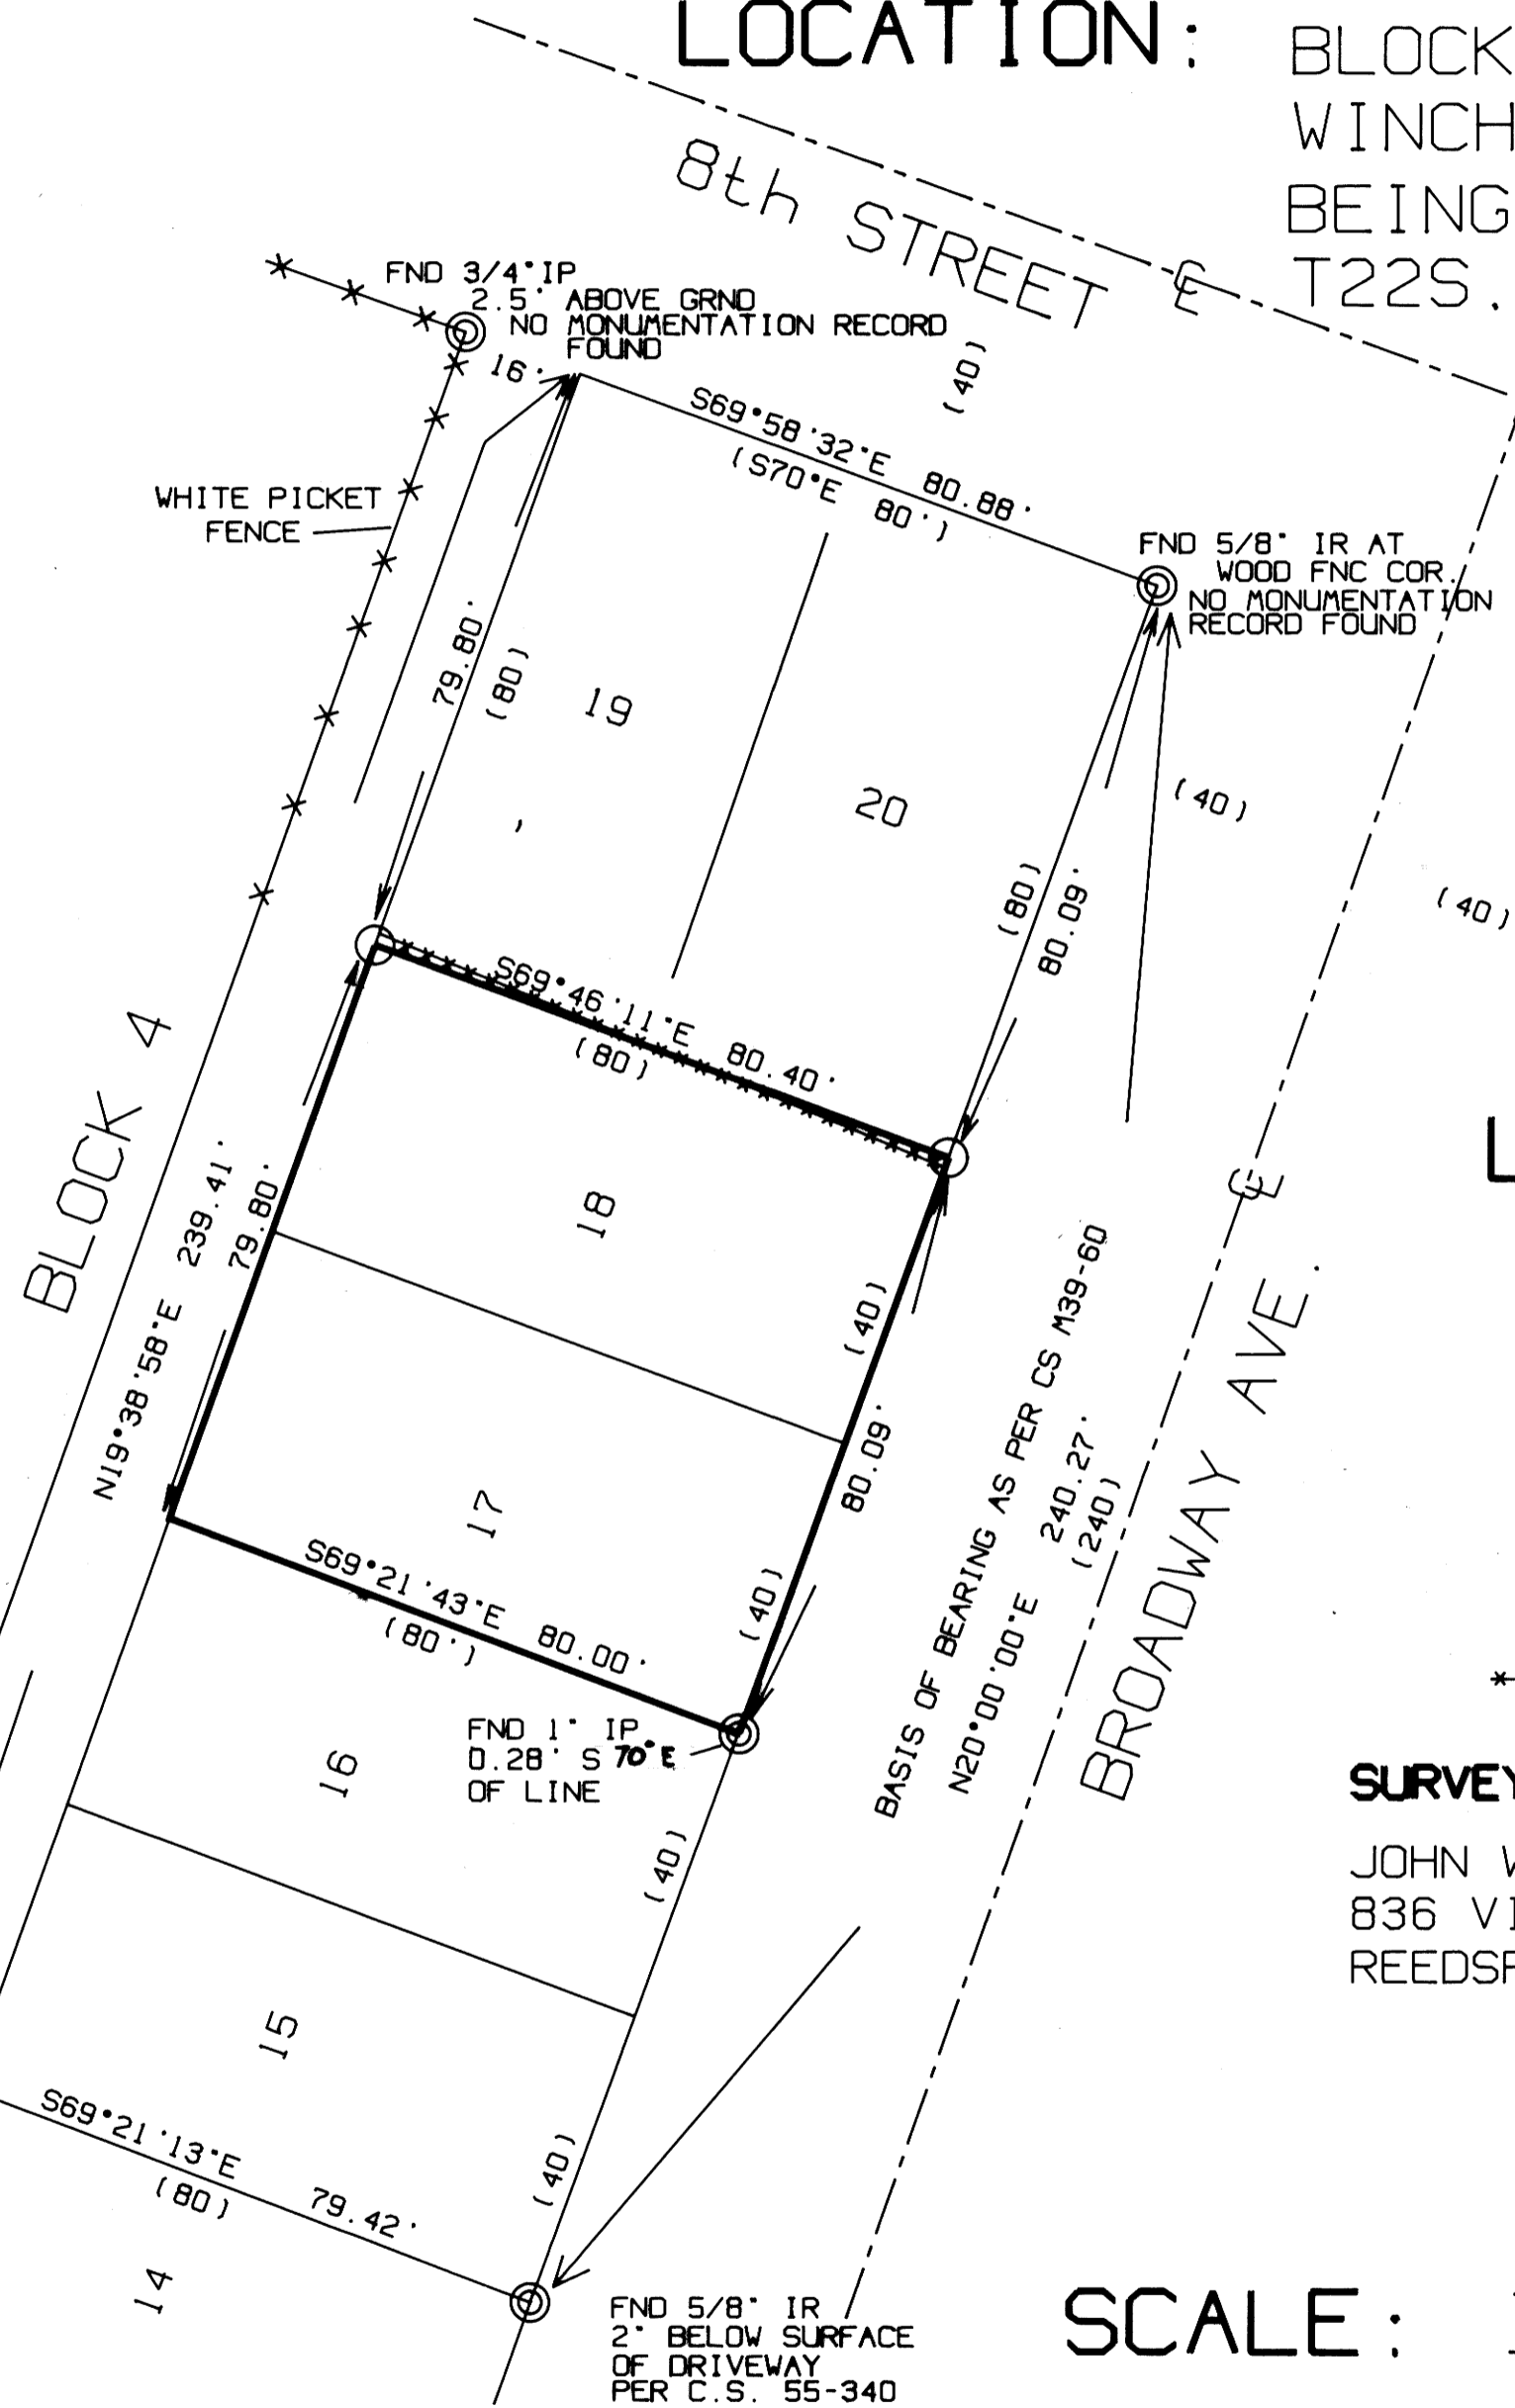 LOCATION: BLOCK
WINCH
BEING
T22S.
8th STREET
FND 3/4" IP
2.5' ABOVE GRND
NO MONUMENTATION RECORD
FOUND
16'
(40)
S69°58'32"E 80.88'
(S70°E 80')
WHITE PICKET
FENCE
FND 5/8" IR AT
WOOD FNC COR.
NO MONUMENTATION
RECORD FOUND
79.80'
(80)
19
20
(40)
(80)
80.09'
(40)
S69°46'11"E 80.40'
(80)
BLOCK 4
N19°38'58"E 239.41'
79.80'
18
(40)
80.09'
BASIS OF BEARING AS PER CS M39-60
N20°00'00"E 240.27'
(240)
BROADWAY AVE.
L
17
(40)
S69°21'43"E 80.00'
(80')
FND 1" IP
0.28' S 70°E
OF LINE
16
(40)
SURVEY
JOHN W
836 VI
REEDSP
15
(40)
S69°21'13"E 79.42'
(80)
14
FND 5/8" IR
2" BELOW SURFACE
OF DRIVEWAY
PER C.S. 55-340
SCALE: